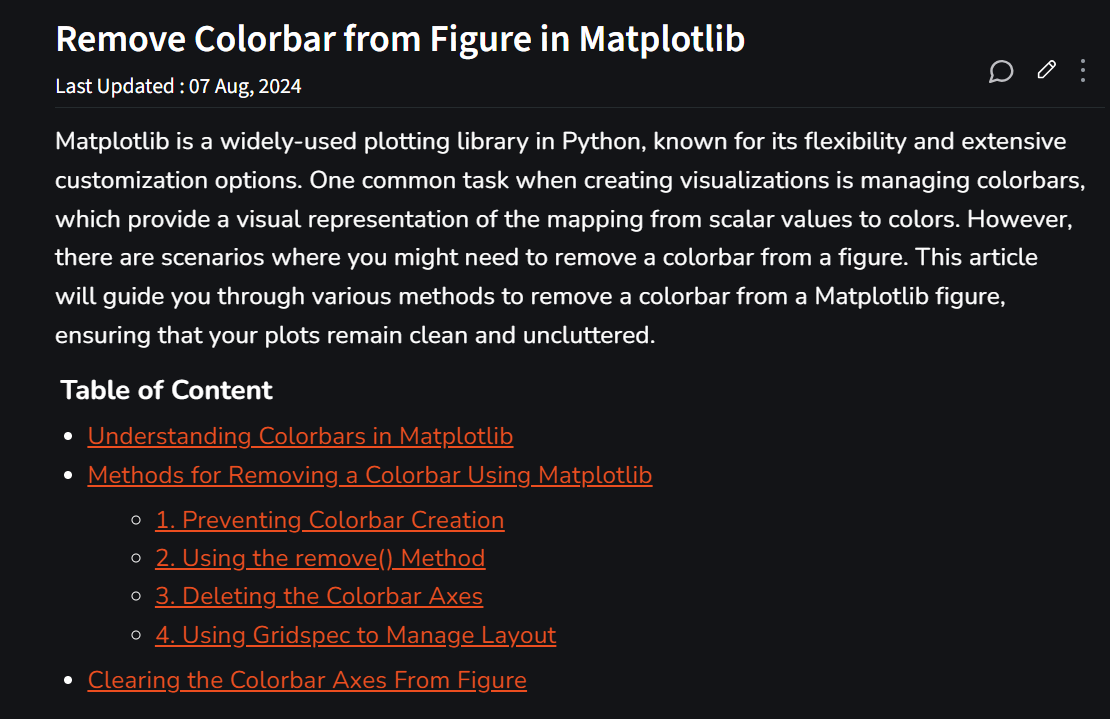 Remove Colorbar from Figure in Matplotlib
Last Updated : 07 Aug, 2024
Matplotlib is a widely-used plotting library in Python, known for its flexibility and extensive
customization options. One common task when creating visualizations is managing colorbars,
which provide a visual representation of the mapping from scalar values to colors. However,
there are scenarios where you might need to remove a colorbar from a figure. This article
will guide you through various methods to remove a colorbar from a Matplotlib figure,
ensuring that your plots remain clean and uncluttered.
Table of Content
Understanding Colorbars in Matplotlib
Methods for Removing a Colorbar Using Matplotlib
1. Preventing Colorbar Creation
2. Using the remove() Method
3. Deleting the Colorbar Axes
4. Using Gridspec to Manage Layout
Clearing the Colorbar Axes From Figure